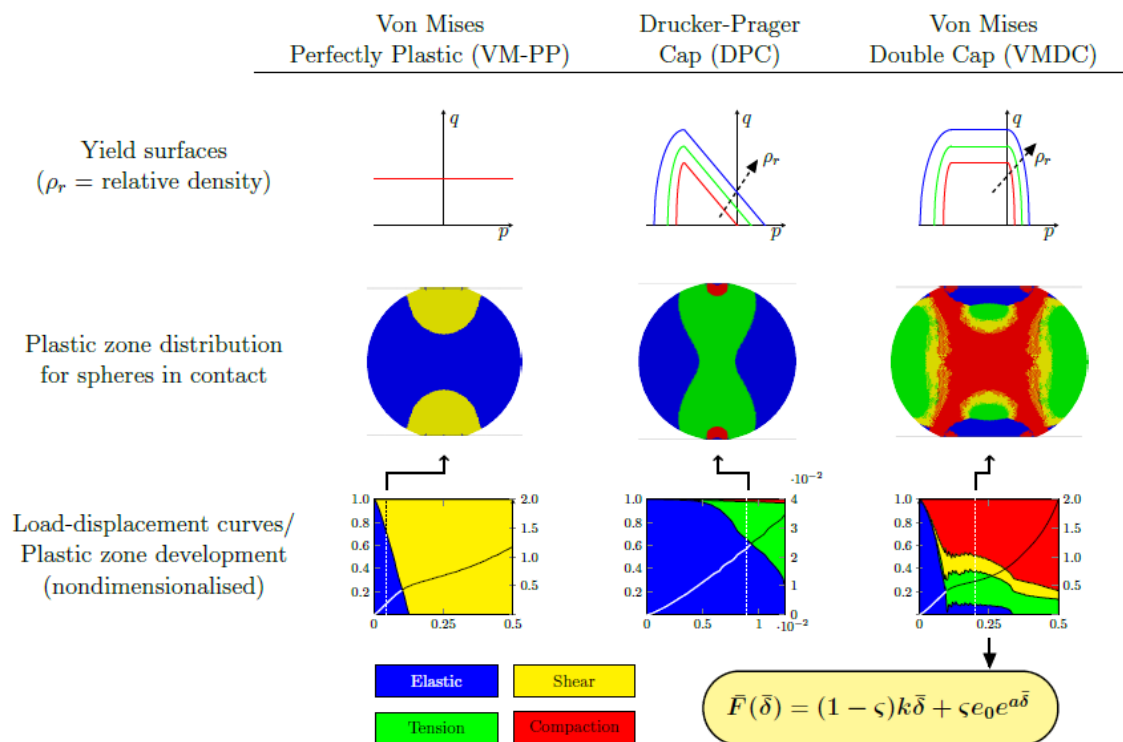 Von Mises
Perfectly Plastic (VM-PP)
Drucker-Prager
Cap (DPC)
Von Mises
Double Cap (VMDC)
Yield surfaces
(ρr = relative density)
q
p
q
ρr
p
q
ρr
p
Plastic zone distribution
for spheres in contact
Load-displacement curves/
Plastic zone development
(nondimensionalised)
1.0
0.8
0.6
0.4
0.2
0
0.25
0.5
2.0
1.5
1.0
0.5
·10⁻²
1.0
0.8
0.6
0.4
0.2
0
0.5
1
·10⁻²
4
3
2
1
0
1.0
0.8
0.6
0.4
0.2
0
0.25
0.5
2.0
1.5
1.0
0.5
Elastic
Shear
Tension
Compaction
F̄(δ̄) = (1 − ς)kδ̄ + ςe₀e^{aδ̄}